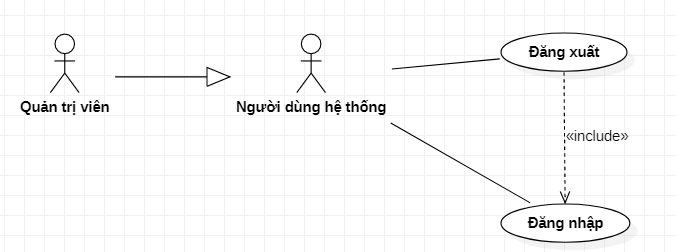 Đăng xuất
Quản trị viên
Người dùng hệ thống
«include»
Đăng nhập